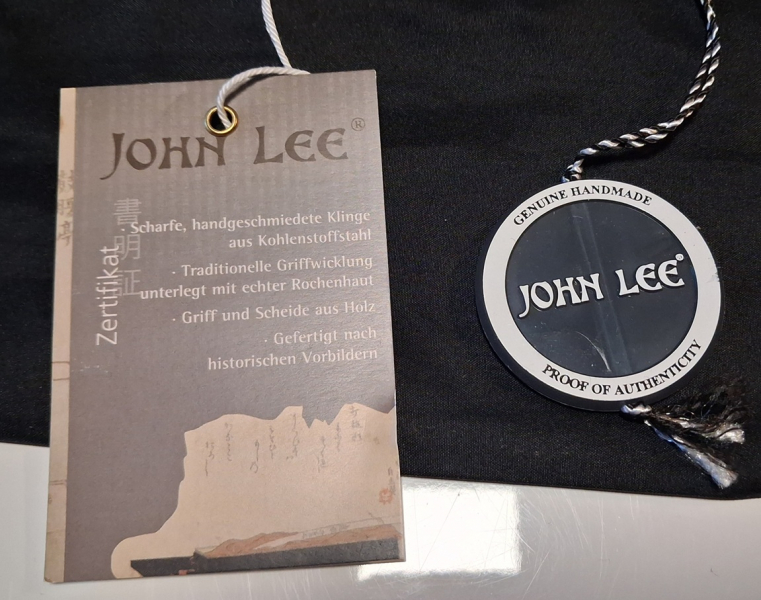 JOHN LEE®
Zertifikat
書明証
· Scharfe, handgeschmiedete Klinge
aus Kohlenstoffstahl
· Traditionelle Griffwicklung
unterlegt mit echter Rochenhaut
· Griff und Scheide aus Holz
· Gefertigt nach
historischen Vorbildern
GENUINE HANDMADE
JOHN LEE®
PROOF OF AUTHENTICITY